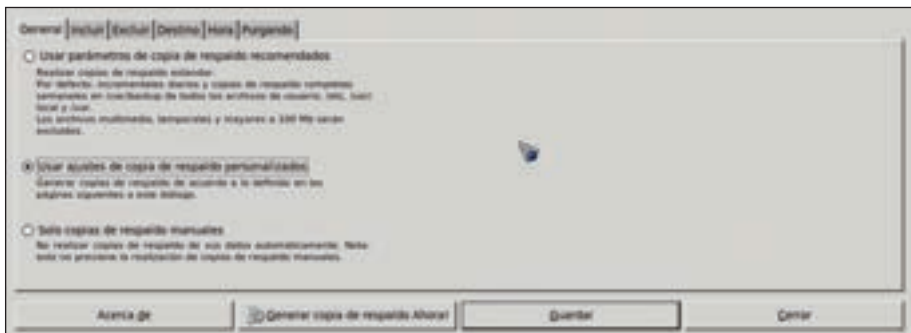 General Incluir Excluir Destino Hora Purgando
Usar parámetros de copia de respaldo recomendados
Realizar copias de respaldo estándar.
Por defecto, incrementales diarios y copias de respaldo completas
semanales en /var/backup de todos los archivos de usuario, /etc, /usr/
local y /var.
Los archivos multimedia, temporales y mayores a 100 Mb serán
excluidos.
Usar ajustes de copia de respaldo personalizados
Generar copias de respaldo de acuerdo a lo definido en las
páginas siguientes a este diálogo.
Solo copias de respaldo manuales
No realizar copias de respaldo de sus datos automáticamente. Nota:
esto no previene la realización de copias de respaldo manuales.
Acerca de
Generar copia de respaldo Ahora!
Guardar
Cerrar